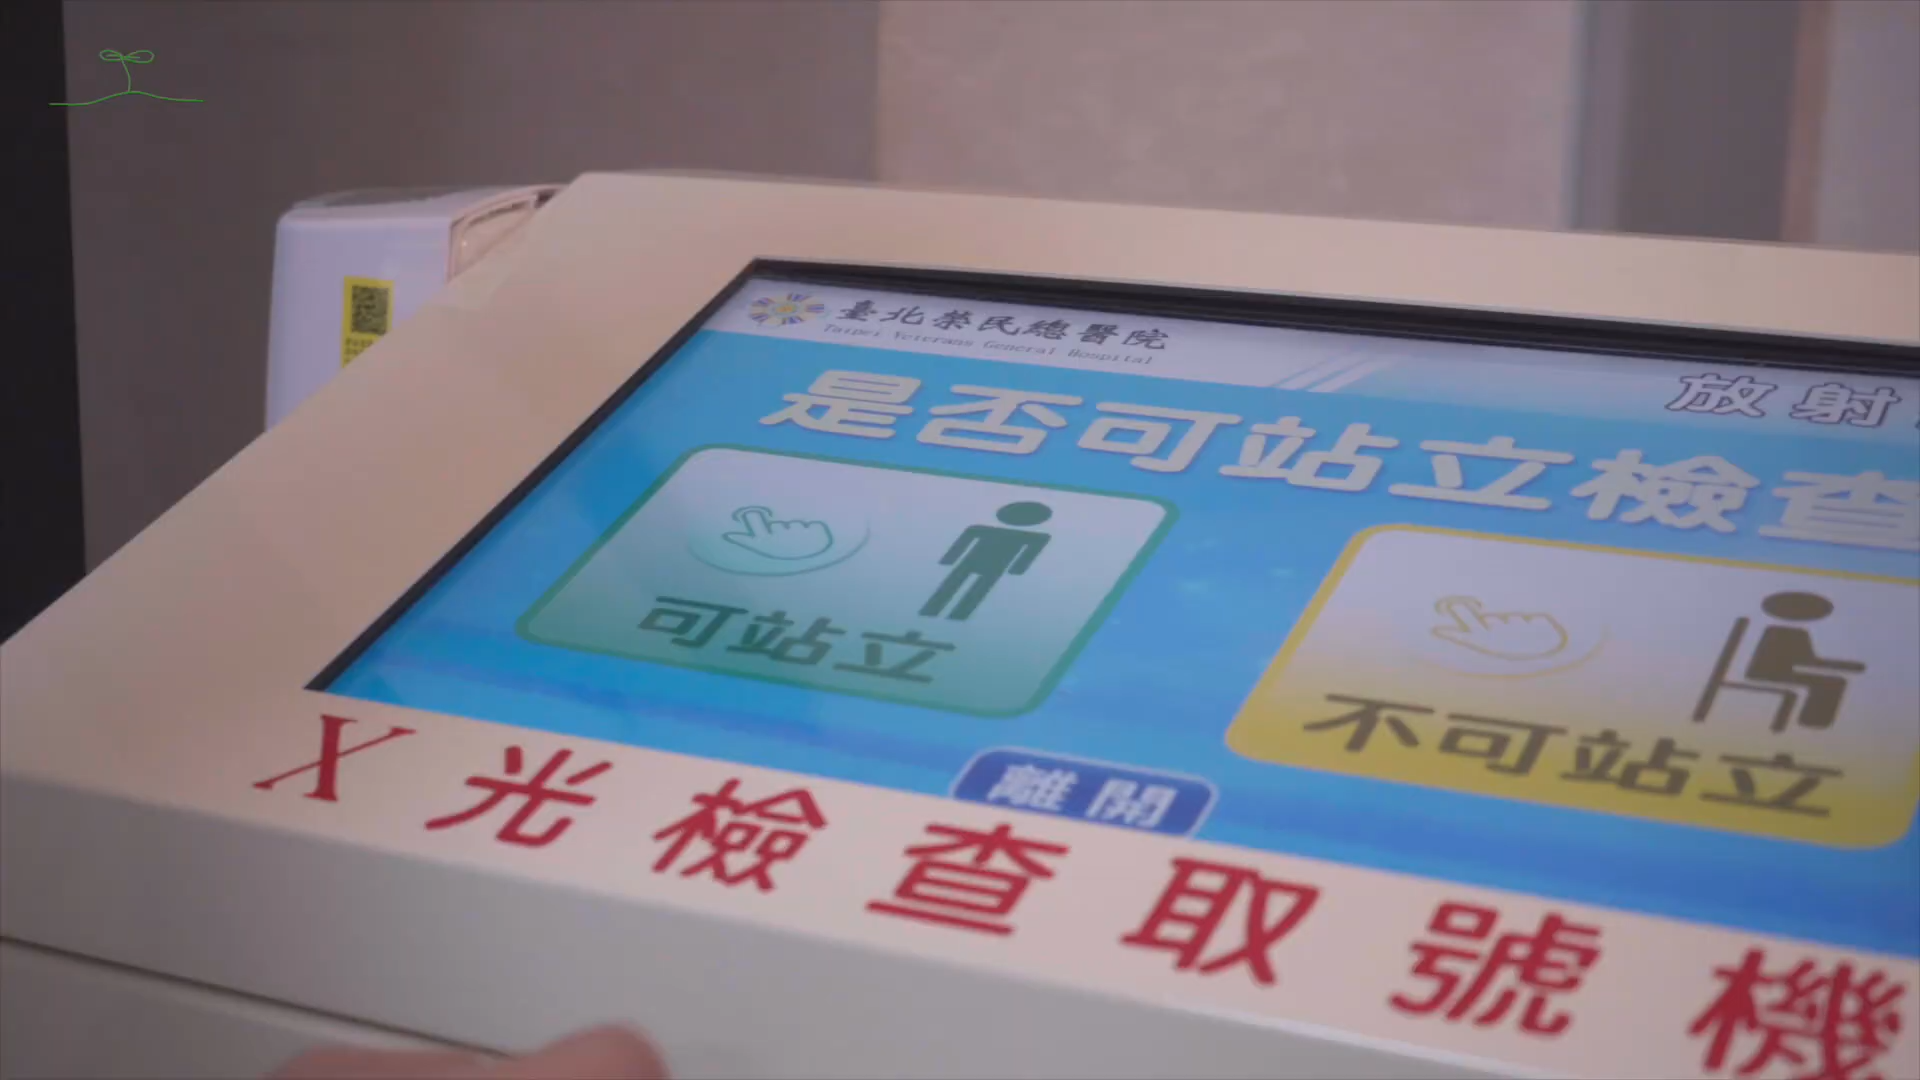 臺北榮民總醫院
Taipei Veterans General Hospital
放射
是否可站立檢查
可站立
不可站立
離開
X光檢查取號機